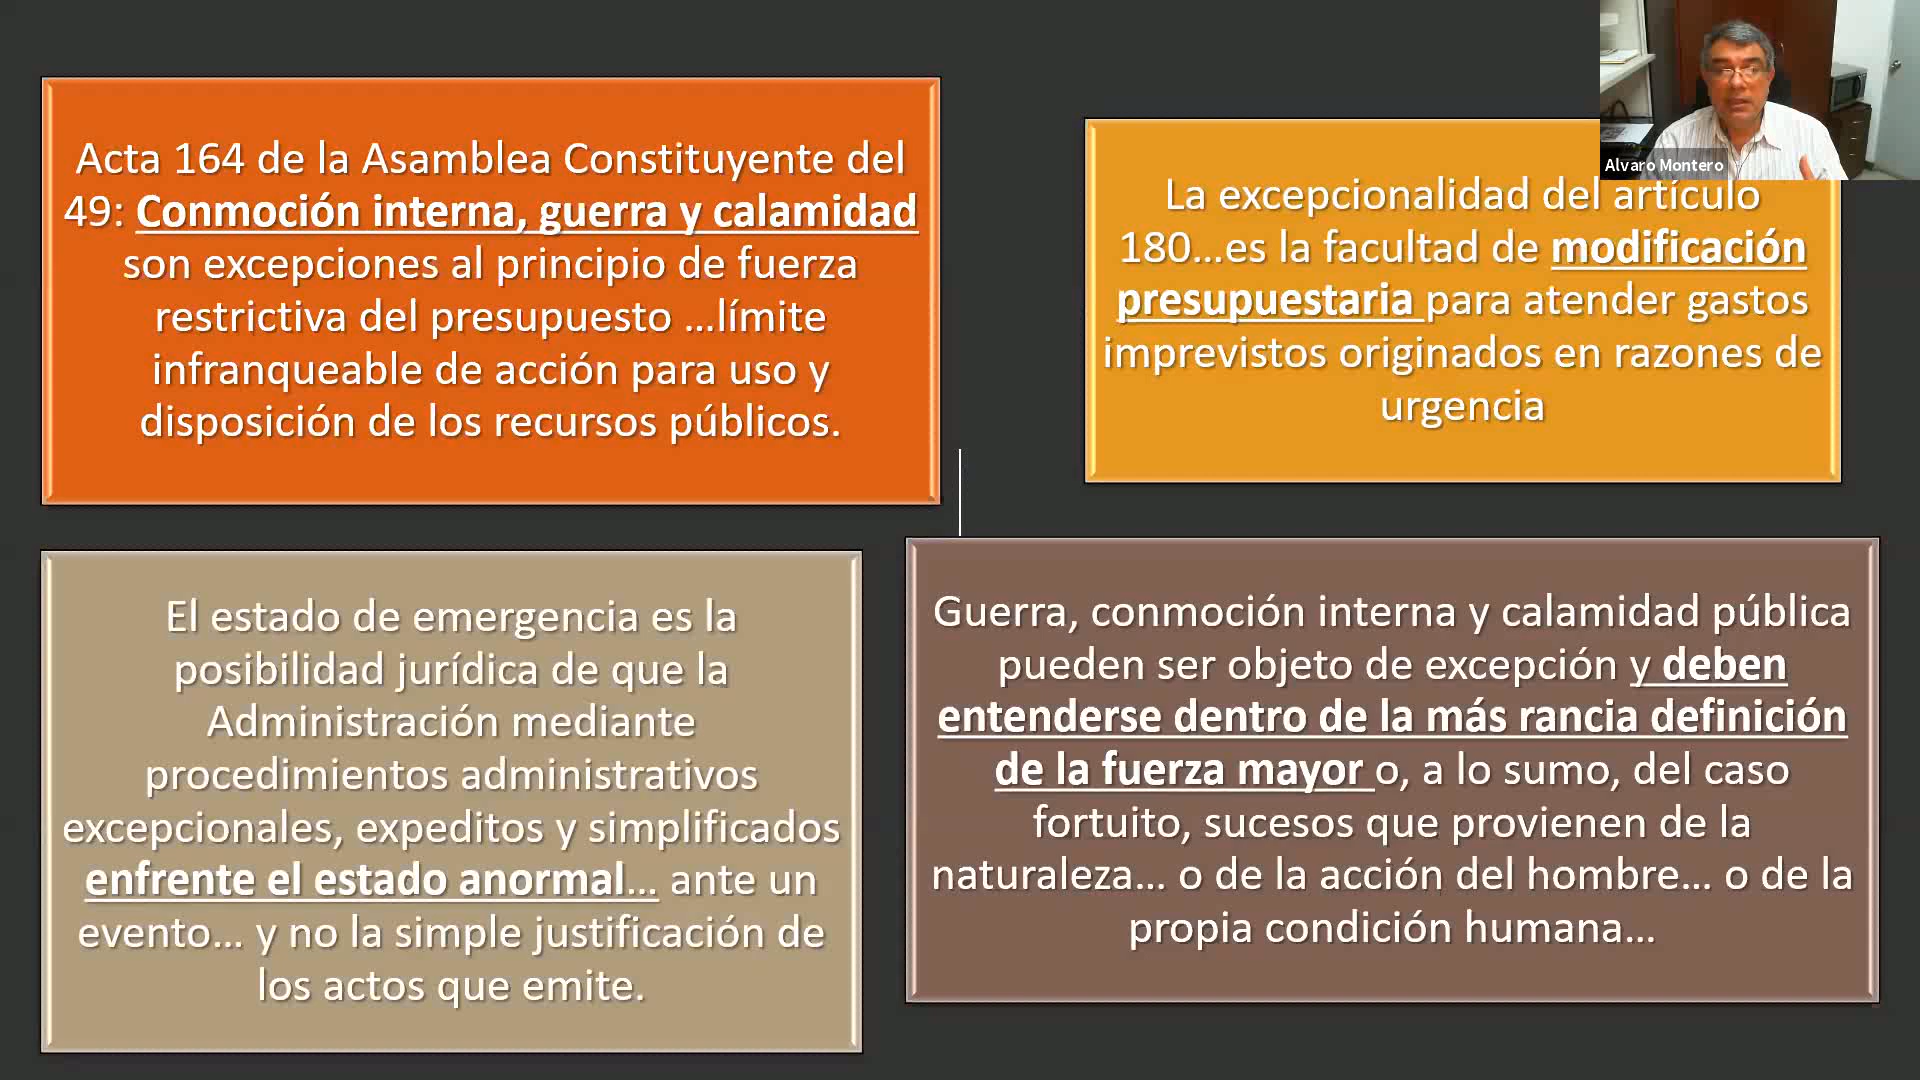 Acta 164 de la Asamblea Constituyente del
49: Conmoción interna, guerra y calamidad
son excepciones al principio de fuerza
restrictiva del presupuesto ...límite
infranqueable de acción para uso y
disposición de los recursos públicos.
Alvaro Montero
La excepcionalidad del artículo
180...es la facultad de modificación
presupuestaria para atender gastos
imprevistos originados en razones de
urgencia
El estado de emergencia es la
posibilidad jurídica de que la
Administración mediante
procedimientos administrativos
excepcionales, expeditos y simplificados
enfrente el estado anormal... ante un
evento... y no la simple justificación de
los actos que emite.
Guerra, conmoción interna y calamidad pública
pueden ser objeto de excepción y deben
entenderse dentro de la más rancia definición
de la fuerza mayor o, a lo sumo, del caso
fortuito, sucesos que provienen de la
naturaleza... o de la acción del hombre... o de la
propia condición humana...